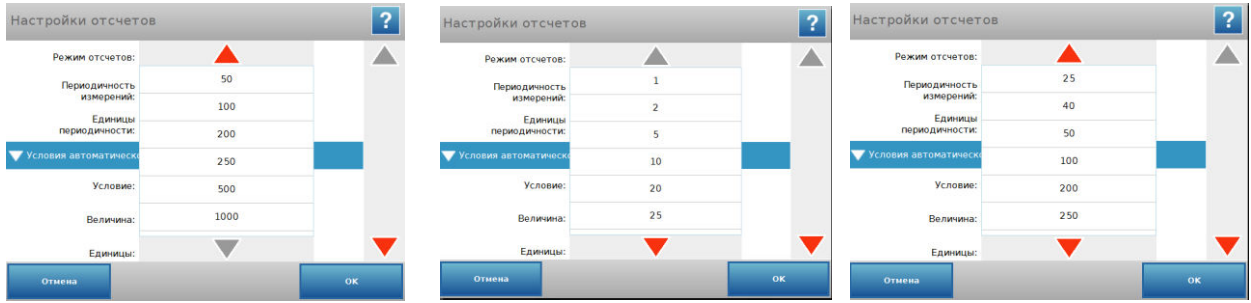 Настройки отсчетов
?
Режим отсчетов:
50
Периодичность
измерений:
100
Единицы
периодичности:
200
Условия автоматическо
250
Условие:
500
Величина:
1000
Единицы:
Отмена
ОК
Настройки отсчетов
?
Режим отсчетов:
1
Периодичность
измерений:
2
Единицы
периодичности:
5
Условия автоматическо
10
Условие:
20
Величина:
25
Единицы:
Отмена
ОК
Настройки отсчетов
?
Режим отсчетов:
25
Периодичность
измерений:
40
Единицы
периодичности:
50
Условия автоматическо
100
Условие:
200
Величина:
250
Единицы:
Отмена
ОК